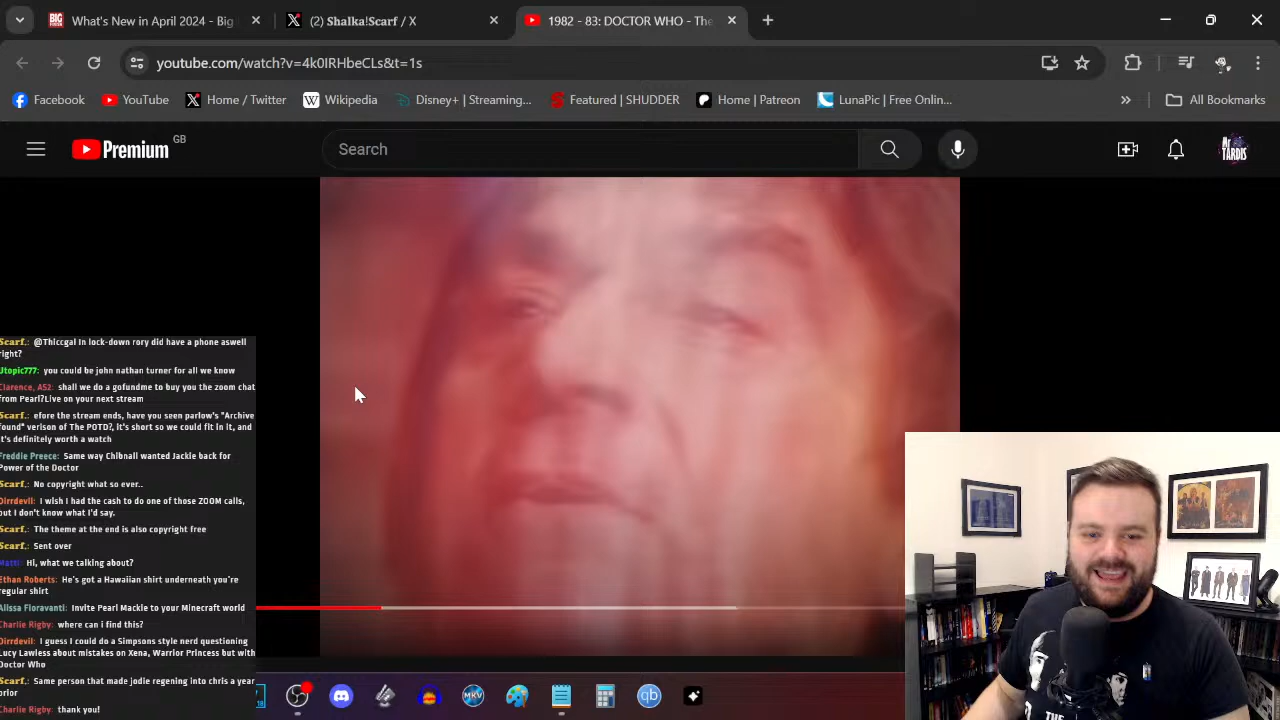 What's New in April 2024 - Big
(2) Shalka!Scarf / X
1982 - 83: DOCTOR WHO - The
youtube.com/watch?v=4k0IRHbeCLs&t=1s
Facebook
YouTube
Home / Twitter
Wikipedia
Disney+ | Streaming...
Featured | SHUDDER
Home | Patreon
LunaPic | Free Onlin...
All Bookmarks
Premium GB
Search
Scarf.: @Thiccgal In lock-down rory did have a phone aswell
right?
Utopic777: you could be john nathan turner for all we know
Clarence, A52: shall we do a gofundme to buy you the zoom chat
from Pearl?Live on your next stream
Scarf.: efore the stream ends, have you seen parlow's "Archive
found" verison of The POTD?, it's short so we could fit in it, and
it's definitely worth a watch
Freddie Preece: Same way Chibnall wanted Jackie back for
Power of the Doctor
Scarf.: No copyright what so ever..
Dirrdevil: I wish I had the cash to do one of those ZOOM calls,
but I don't know what I'd say.
Scarf.: The theme at the end is also copyright free
Scarf.: Sent over
Matti: Hi, what we talking about?
Ethan Roberts: He's got a Hawaiian shirt underneath you're
regular shirt
Alissa Fioravanti: Invite Pearl Mackie to your Minecraft world
Charlie Rigby: where can i find this?
Dirrdevil: I guess I could do a Simpsons style nerd questioning
Lucy Lawless about mistakes on Xena, Warrior Princess but with
Doctor Who
Scarf.: Same person that made jodie regening into chris a year
prior
Charlie Rigby: thank you!
MKV
qb